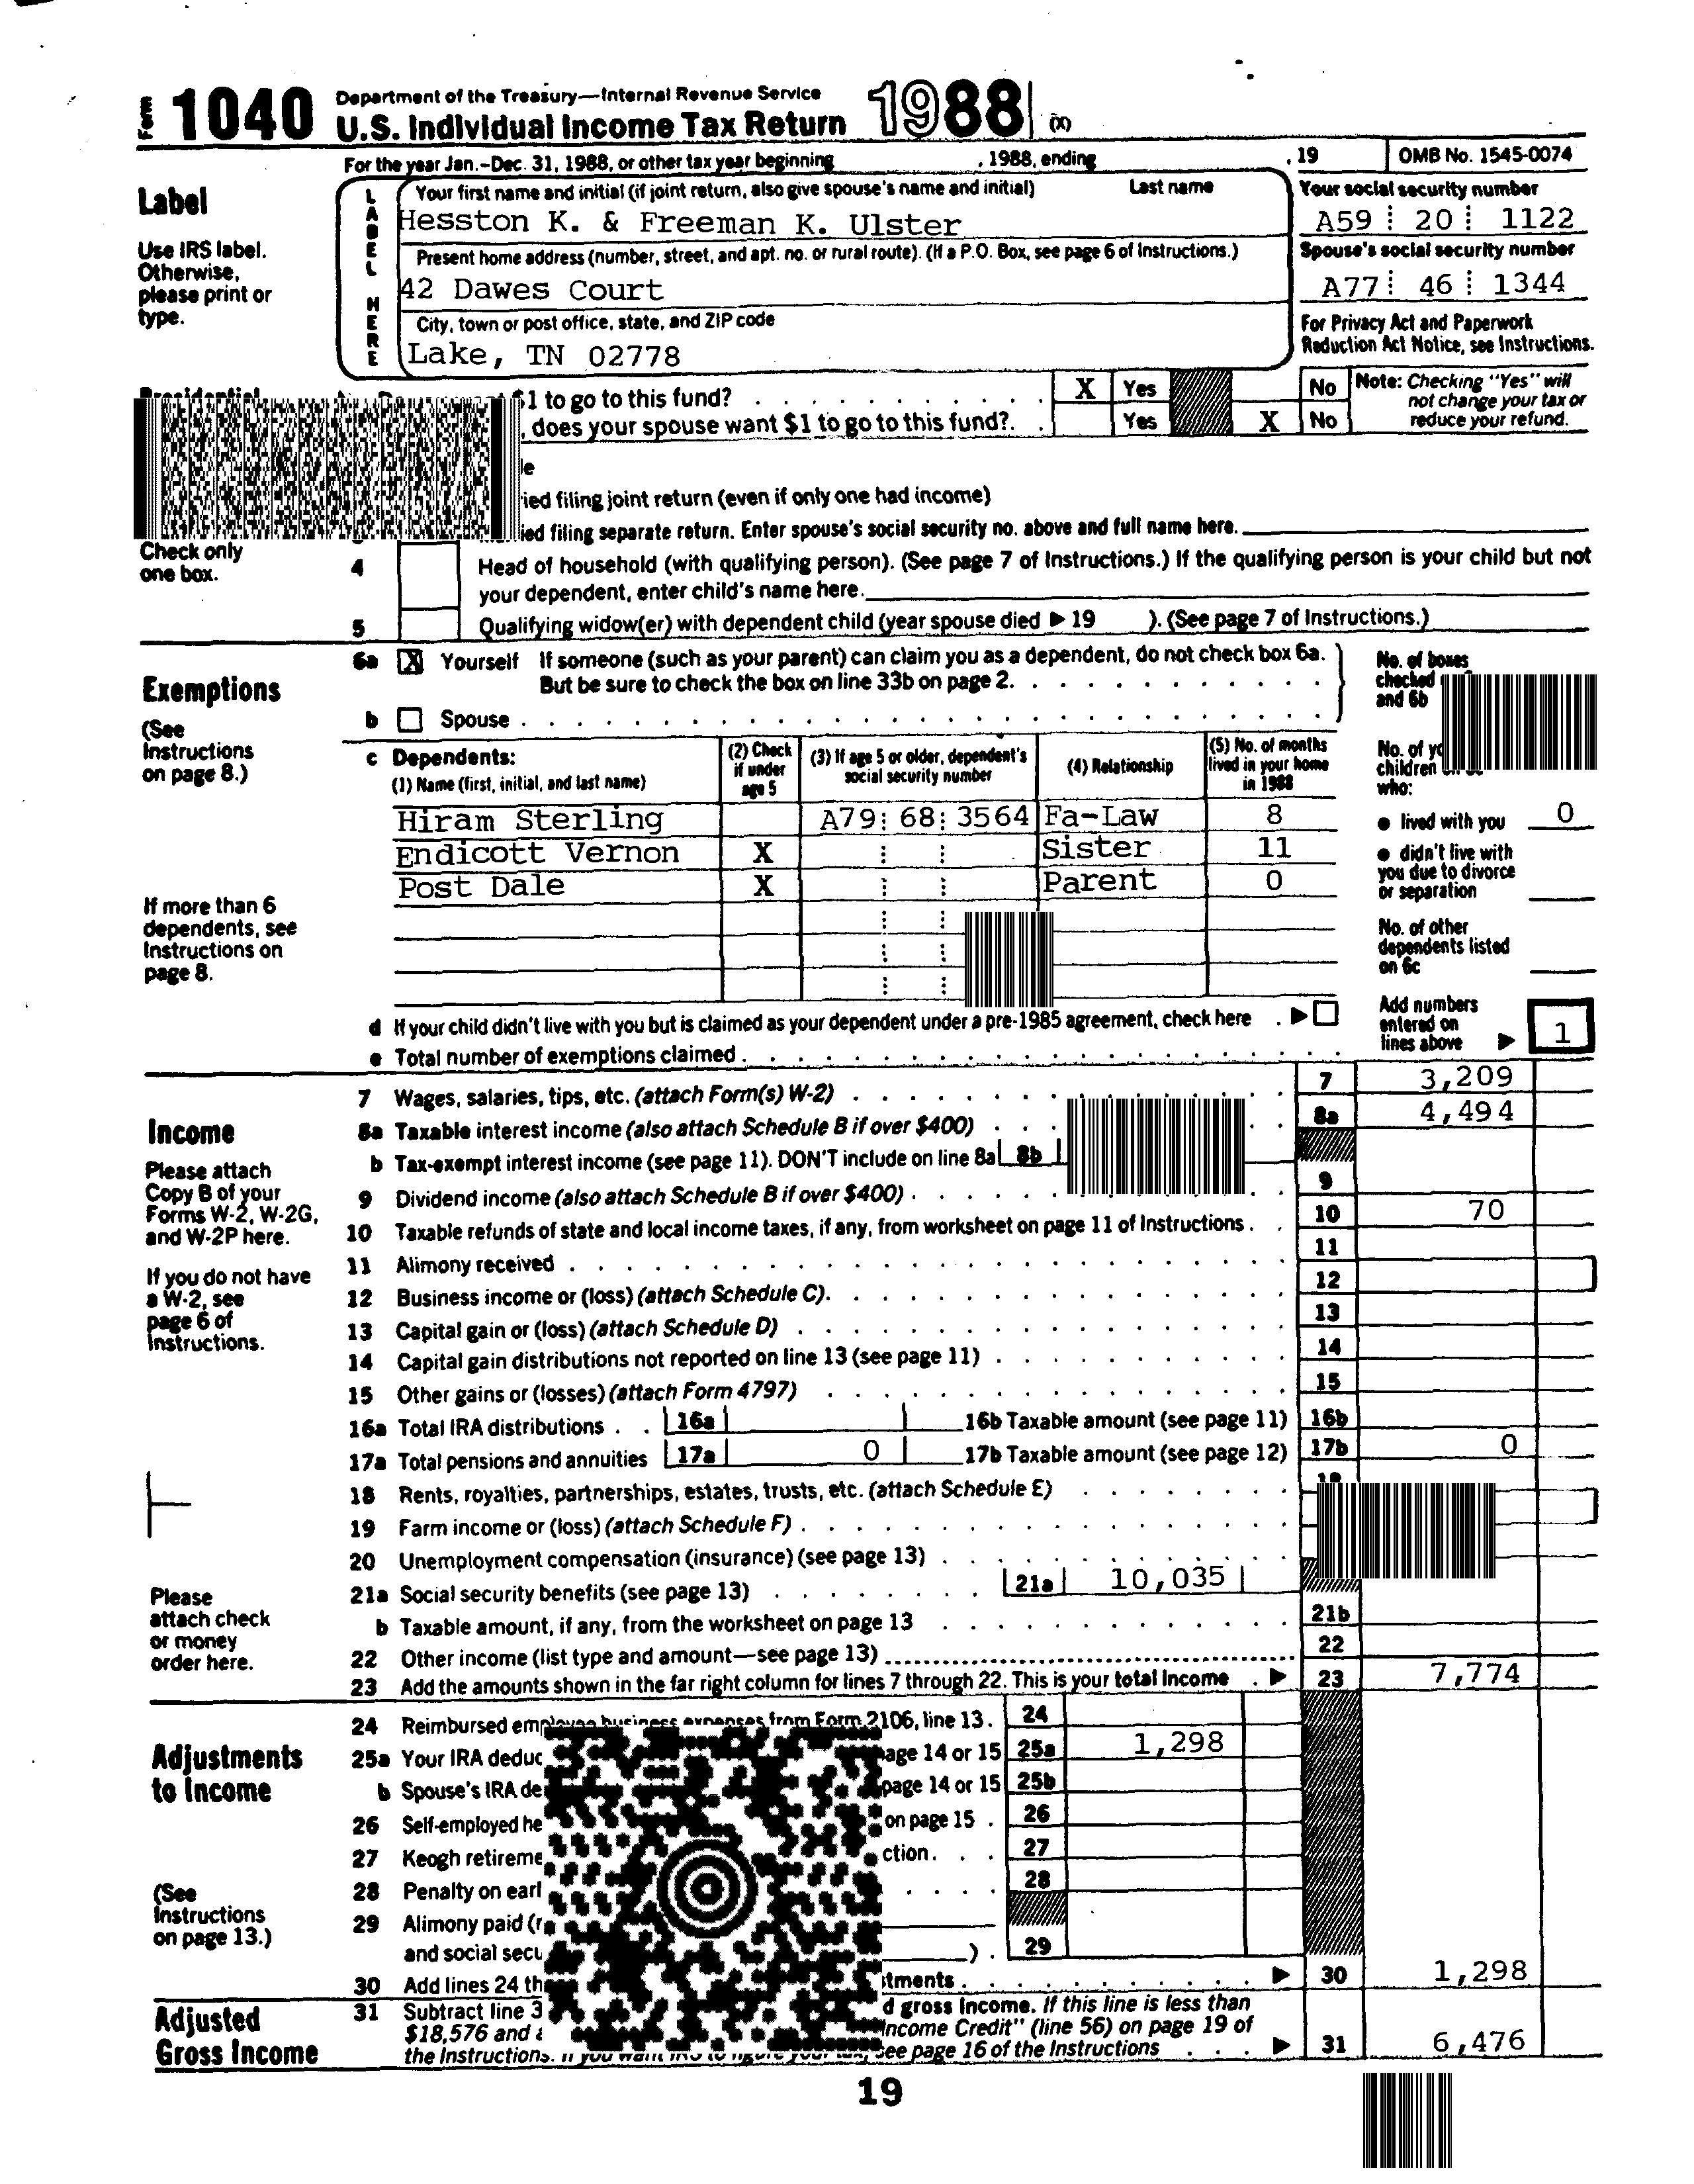 Form 1040 Department of the Treasury—Internal Revenue Service
U.S. Individual Income Tax Return 1988 (X)
For the year Jan.-Dec. 31, 1988, or other tax year beginning , 1988, ending , 19 OMB No. 1545-0074
Label
Use IRS label.
Otherwise,
please print or
type.
LABEL HERE
Your first name and initial (if joint return, also give spouse's name and initial) Last name
Hesston K. & Freeman K. Ulster
Your social security number
A59 20 1122
Present home address (number, street, and apt. no. or rural route). (If a P.O. Box, see page 6 of Instructions.)
42 Dawes Court
Spouse's social security number
A77 46 1344
City, town or post office, state, and ZIP code
Lake, TN 02778
For Privacy Act and Paperwork
Reduction Act Notice, see Instructions.
$1 to go to this fund? X Yes No
, does your spouse want $1 to go to this fund? Yes X No
Note: Checking "Yes" will
not change your tax or
reduce your refund.
filing joint return (even if only one had income)
filing separate return. Enter spouse's social security no. above and full name here.
Check only
one box.
4 Head of household (with qualifying person). (See page 7 of Instructions.) If the qualifying person is your child but not
your dependent, enter child's name here.
5 Qualifying widow(er) with dependent child (year spouse died ▶ 19 ). (See page 7 of Instructions.)
Exemptions
(See
Instructions
on page 8.)
6a X Yourself If someone (such as your parent) can claim you as a dependent, do not check box 6a.
But be sure to check the box on line 33b on page 2.
b Spouse
No. of boxes
checked
and 6b
c Dependents:
(1) Name (first, initial, and last name)
(2) Check
if under
age 5
(3) If age 5 or older, dependent's
social security number
(4) Relationship
(5) No. of months
lived in your home
in 1988
Hiram Sterling A79 68 3564 Fa-Law 8
Endicott Vernon X Sister 11
Post Dale X Parent 0
If more than 6
dependents, see
Instructions on
page 8.
No. of
children
who:
● lived with you 0
● didn't live with
you due to divorce
or separation
No. of other
dependents listed
on 6c
d If your child didn't live with you but is claimed as your dependent under a pre-1985 agreement, check here . ▶
e Total number of exemptions claimed
Add numbers
entered on
lines above ▶ 1
Income
Please attach
Copy B of your
Forms W-2, W-2G,
and W-2P here.
If you do not have
a W-2, see
page 6 of
Instructions.
7 Wages, salaries, tips, etc. (attach Form(s) W-2) 7 3,209
8a Taxable interest income (also attach Schedule B if over $400) 8a 4,494
b Tax-exempt interest income (see page 11). DON'T include on line 8a 8b
9 Dividend income (also attach Schedule B if over $400) 9
10 Taxable refunds of state and local income taxes, if any, from worksheet on page 11 of Instructions 10 70
11 Alimony received 11
12 Business income or (loss) (attach Schedule C) 12
13 Capital gain or (loss) (attach Schedule D) 13
14 Capital gain distributions not reported on line 13 (see page 11) 14
15 Other gains or (losses) (attach Form 4797) 15
16a Total IRA distributions 16a 16b Taxable amount (see page 11) 16b
17a Total pensions and annuities 17a 0 17b Taxable amount (see page 12) 17b 0
18 Rents, royalties, partnerships, estates, trusts, etc. (attach Schedule E)
19 Farm income or (loss) (attach Schedule F)
20 Unemployment compensation (insurance) (see page 13)
21a Social security benefits (see page 13) 21a 10,035
b Taxable amount, if any, from the worksheet on page 13 21b
22 Other income (list type and amount—see page 13) 22
23 Add the amounts shown in the far right column for lines 7 through 22. This is your total income ▶ 23 7,774
Please
attach check
or money
order here.
Adjustments
to Income
(See
Instructions
on page 13.)
24 Reimbursed employee business expenses from Form 2106, line 13 24
25a Your IRA page 14 or 15 25a 1,298
b Spouse's IRA page 14 or 15 25b
26 Self-employed on page 15 26
27 Keogh 27
28 Penalty on 28
29 Alimony paid
and social ) 29
30 Add lines 24 ▶ 30 1,298
Adjusted
Gross Income
31 Subtract line gross income. If this line is less than
$18,576 and Income Credit" (line 56) on page 19 of
the Instructions. see page 16 of the Instructions ▶ 31 6,476
19